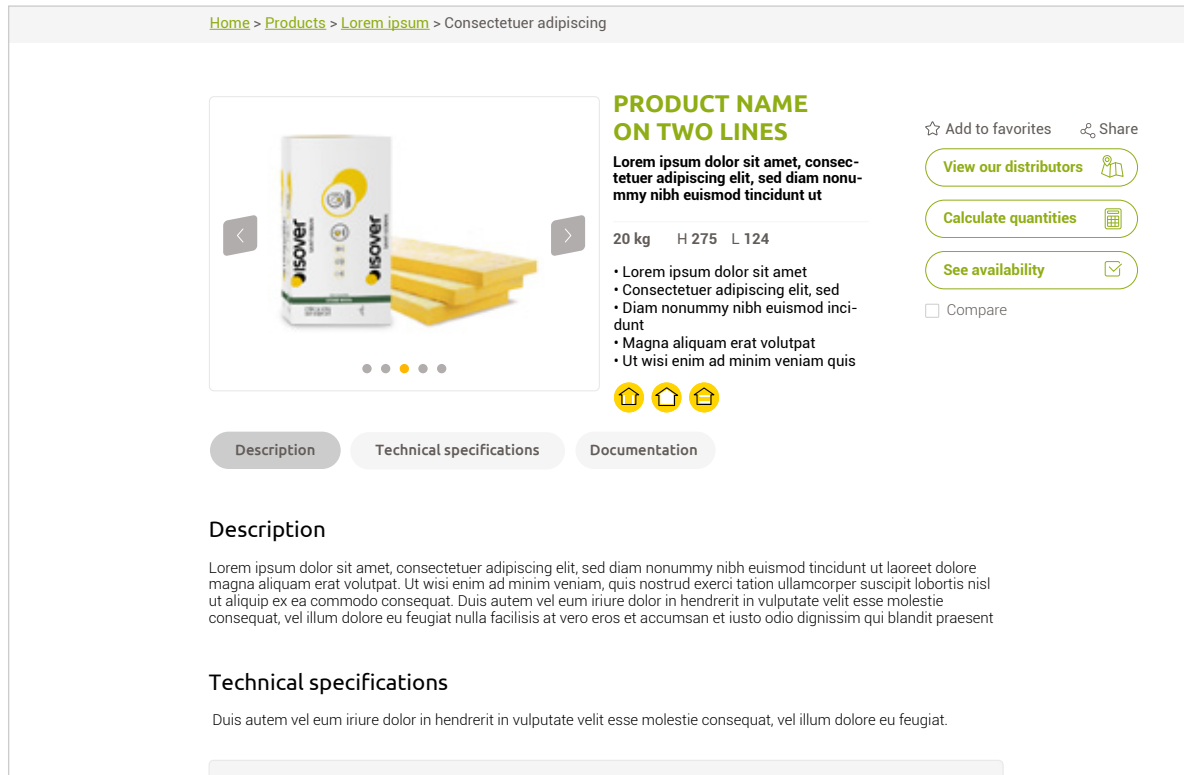 Home > Products > Lorem ipsum > Consectetuer adipiscing
isover
isover
PRODUCT NAME
ON TWO LINES
Lorem ipsum dolor sit amet, consec-
tetuer adipiscing elit, sed diam nonu-
mmy nibh euismod tincidunt ut
20 kg H 275 L 124
• Lorem ipsum dolor sit amet
• Consectetuer adipiscing elit, sed
• Diam nonummy nibh euismod inci-
dunt
• Magna aliquam erat volutpat
• Ut wisi enim ad minim veniam quis
Add to favorites Share
View our distributors
Calculate quantities
See availability
Compare
Description Technical specifications Documentation
Description
Lorem ipsum dolor sit amet, consectetuer adipiscing elit, sed diam nonummy nibh euismod tincidunt ut laoreet dolore
magna aliquam erat volutpat. Ut wisi enim ad minim veniam, quis nostrud exerci tation ullamcorper suscipit lobortis nisl
ut aliquip ex ea commodo consequat. Duis autem vel eum iriure dolor in hendrerit in vulputate velit esse molestie
consequat, vel illum dolore eu feugiat nulla facilisis at vero eros et accumsan et iusto odio dignissim qui blandit praesent
Technical specifications
Duis autem vel eum iriure dolor in hendrerit in vulputate velit esse molestie consequat, vel illum dolore eu feugiat.